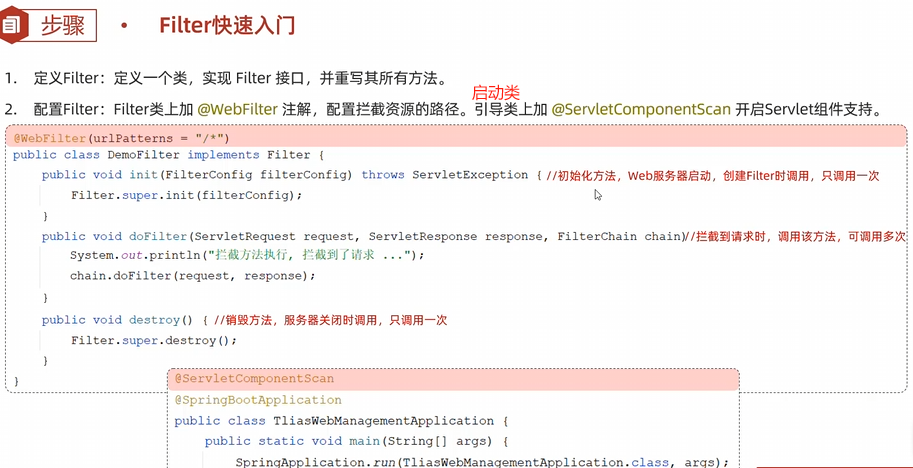 步骤 • Filter快速入门
1. 定义Filter：定义一个类，实现 Filter 接口，并重写其所有方法。
启动类
2. 配置Filter：Filter类上加 @WebFilter 注解，配置拦截资源的路径。引导类上加 @ServletComponentScan 开启Servlet组件支持。
@WebFilter(urlPatterns = "/*")
public class DemoFilter implements Filter {
public void init(FilterConfig filterConfig) throws ServletException { //初始化方法，Web服务器启动，创建Filter时调用，只调用一次
Filter.super.init(filterConfig);
}
public void doFilter(ServletRequest request, ServletResponse response, FilterChain chain)//拦截到请求时，调用该方法，可调用多次
System.out.println("拦截方法执行, 拦截到了请求 ...");
chain.doFilter(request, response);
}
public void destroy() { //销毁方法，服务器关闭时调用，只调用一次
Filter.super.destroy();
}
}
@ServletComponentScan
@SpringBootApplication
public class TliasWebManagementApplication {
public static void main(String[] args) {
SpringApplication.run(TliasWebManagementApplication.class, args);